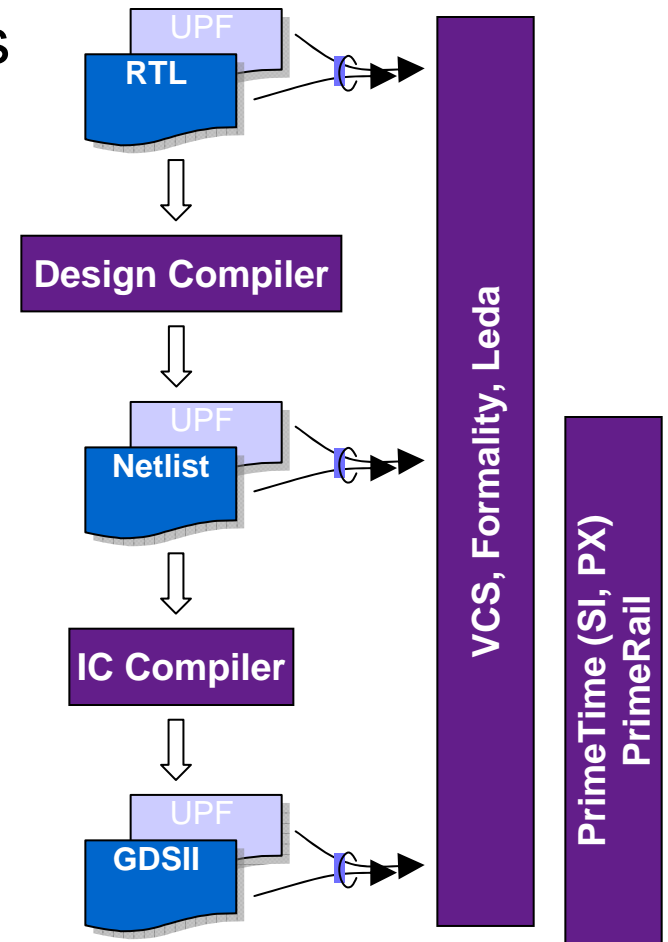 s
UPF
RTL
Design Compiler
UPF
Netlist
IC Compiler
UPF
GDSII
VCS, Formality, Leda
PrimeTime (SI, PX)
PrimeRail